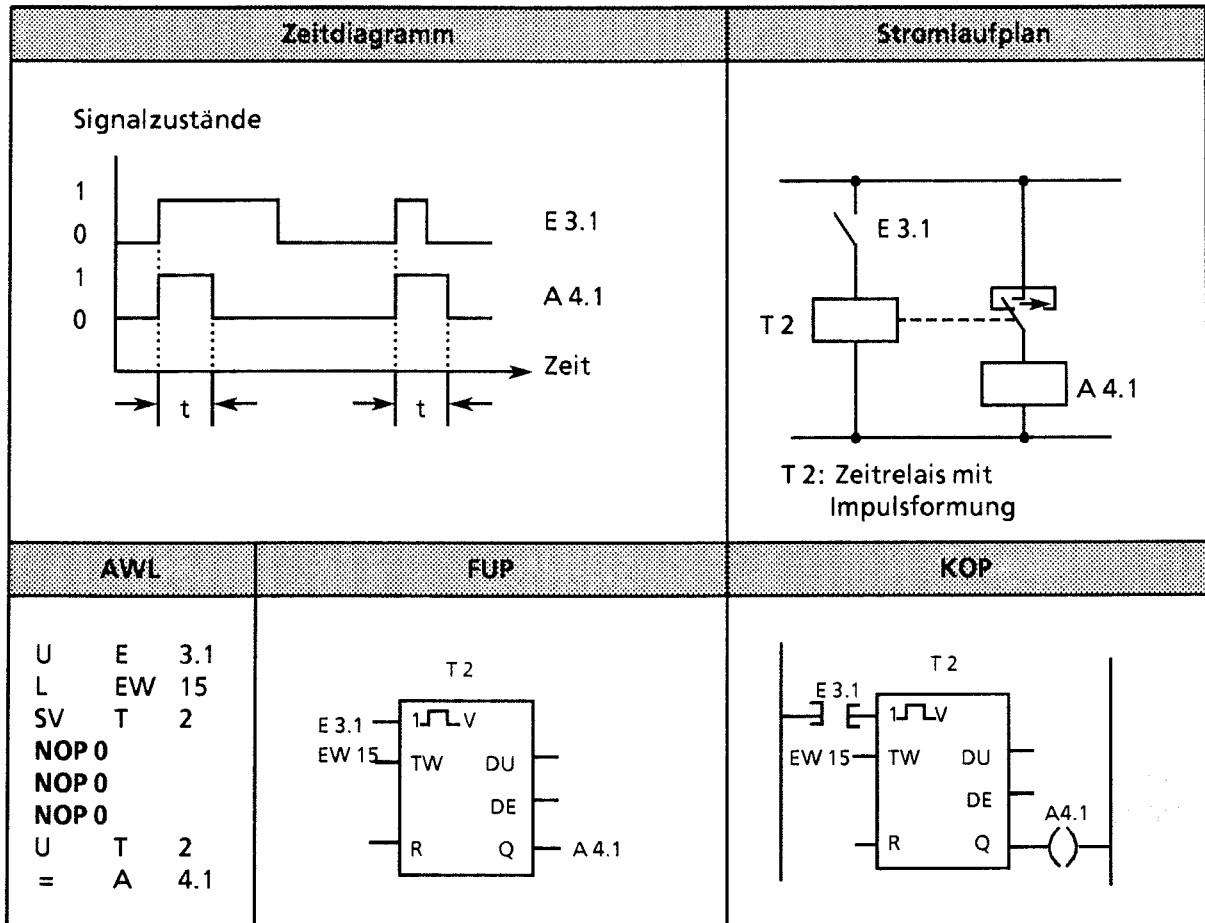 Zeitdiagramm
Stromlaufplan
Signalzustände
1
0
E 3.1
1
0
A 4.1
Zeit
t
t
E 3.1
T 2
A 4.1
T 2: Zeitrelais mit
Impulsformung
AWL
FUP
KOP
U E 3.1
L EW 15
SV T 2
NOP 0
NOP 0
NOP 0
U T 2
= A 4.1
T 2
E 3.1
1 V
EW 15
TW DU
DE
R Q
A 4.1
T 2
E 3.1
1 V
EW 15
TW DU
DE
A4.1
R Q